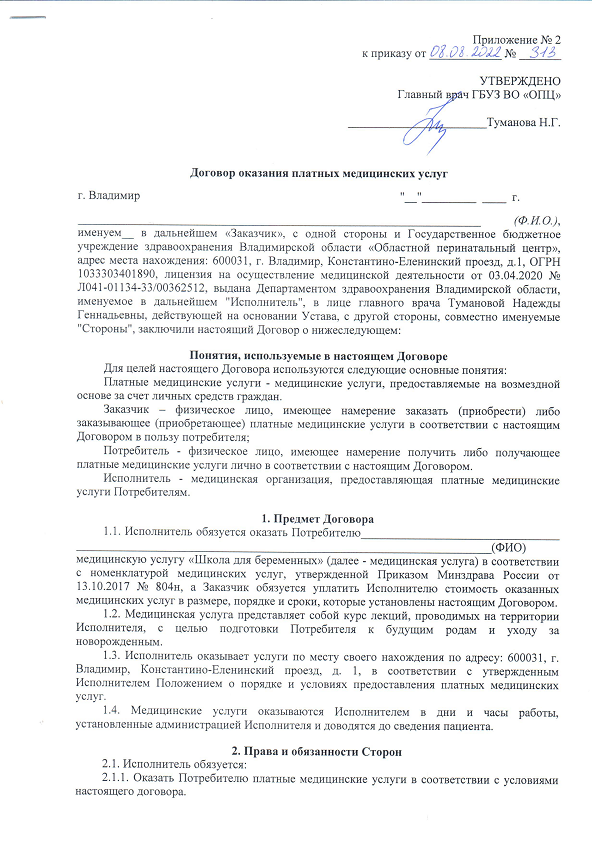 Приложение № 2
к приказу от 08.08.2022 № 313
УТВЕРЖДЕНО
Главный врач ГБУЗ ВО «ОПЦ»
____________________Туманова Н.Г.
Договор оказания платных медицинских услуг
г. Владимир "__"_________ ____ г.
____________________________________________________________ (Ф.И.О.),
именуем__ в дальнейшем «Заказчик», с одной стороны и Государственное бюджетное
учреждение здравоохранения Владимирской области «Областной перинатальный центр»,
адрес места нахождения: 600031, г. Владимир, Константино-Еленинский проезд, д.1, ОГРН
1033303401890, лицензия на осуществление медицинской деятельности от 03.04.2020 №
Л041-01134-33/00362512, выдана Департаментом здравоохранения Владимирской области,
именуемое в дальнейшем "Исполнитель", в лице главного врача Тумановой Надежды
Геннадьевны, действующей на основании Устава, с другой стороны, совместно именуемые
"Стороны", заключили настоящий Договор о нижеследующем:
Понятия, используемые в настоящем Договоре
Для целей настоящего Договора используются следующие основные понятия:
Платные медицинские услуги - медицинские услуги, предоставляемые на возмездной
основе за счет личных средств граждан.
Заказчик – физическое лицо, имеющее намерение заказать (приобрести) либо
заказывающее (приобретающее) платные медицинские услуги в соответствии с настоящим
Договором в пользу потребителя;
Потребитель - физическое лицо, имеющее намерение получить либо получающее
платные медицинские услуги лично в соответствии с настоящим Договором.
Исполнитель - медицинская организация, предоставляющая платные медицинские
услуги Потребителям.
1. Предмет Договора
1.1. Исполнитель обязуется оказать Потребителю______________________________
______________________________________________________________(ФИО)
медицинскую услугу «Школа для беременных» (далее - медицинская услуга) в соответствии
с номенклатурой медицинских услуг, утвержденной Приказом Минздрава России от
13.10.2017 № 804н, а Заказчик обязуется уплатить Исполнителю стоимость оказанных
медицинских услуг в размере, порядке и сроки, которые установлены настоящим Договором.
1.2. Медицинская услуга представляет собой курс лекций, проводимых на территории
Исполнителя, с целью подготовки Потребителя к будущим родам и уходу за
новорожденным.
1.3. Исполнитель оказывает услуги по месту своего нахождения по адресу: 600031, г.
Владимир, Константино-Еленинский проезд, д. 1, в соответствии с утвержденным
Исполнителем Положением о порядке и условиях предоставления платных медицинских
услуг.
1.4. Медицинские услуги оказываются Исполнителем в дни и часы работы,
установленные администрацией Исполнителя и доводятся до сведения пациента.
2. Права и обязанности Сторон
2.1. Исполнитель обязуется:
2.1.1. Оказать Потребителю платные медицинские услуги в соответствии с условиями
настоящего договора.